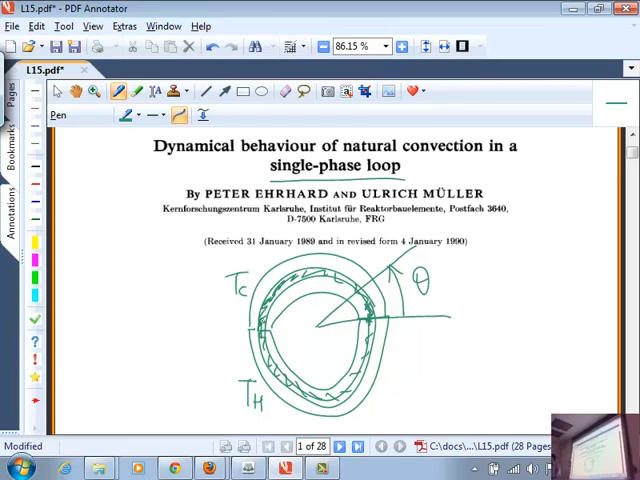 L15.pdf* - PDF Annotator
File Edit Tool View Extras Window Help
86.15 %
L15.pdf*
Pen
Pages
Bookmarks
Annotations
Dynamical behaviour of natural convection in a
single-phase loop
By PETER EHRHARD AND ULRICH MÜLLER
Kernforschungszentrum Karlsruhe, Institut für Reaktorbauelemente, Postfach 3640,
D-7500 Karlsruhe, FRG
(Received 31 January 1989 and in revised form 4 January 1990)
Tc
θ
TH
Modified
1 of 28
C:\docs\...\L15.pdf (28 Pages)